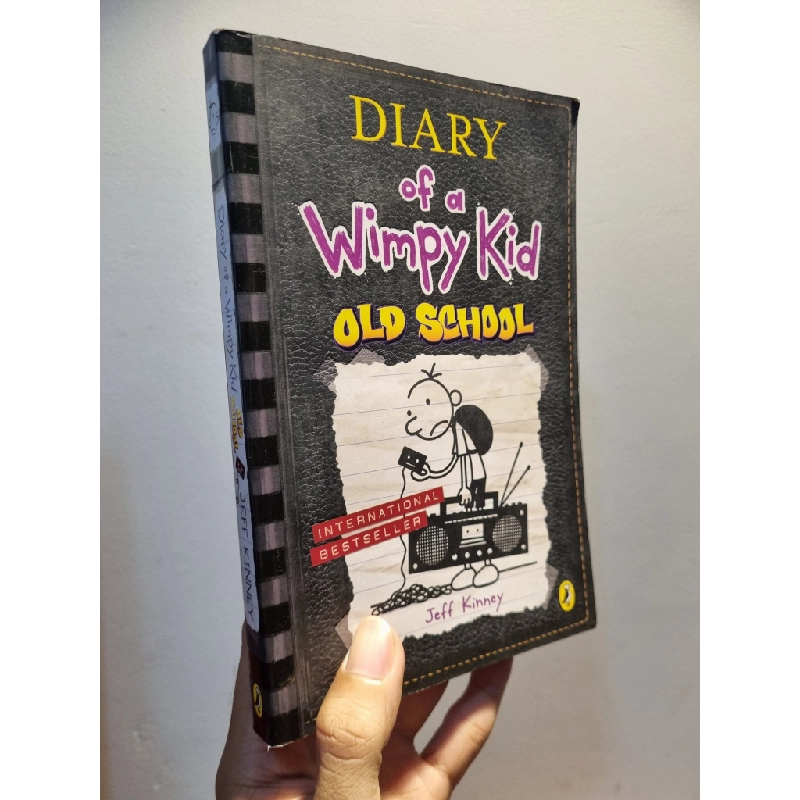 DIARY
of a
Wimpy Kid
OLD SCHOOL
INTERNATIONAL
BESTSELLER
Jeff Kinney
Diary of a Wimpy Kid
JEFF KINNEY